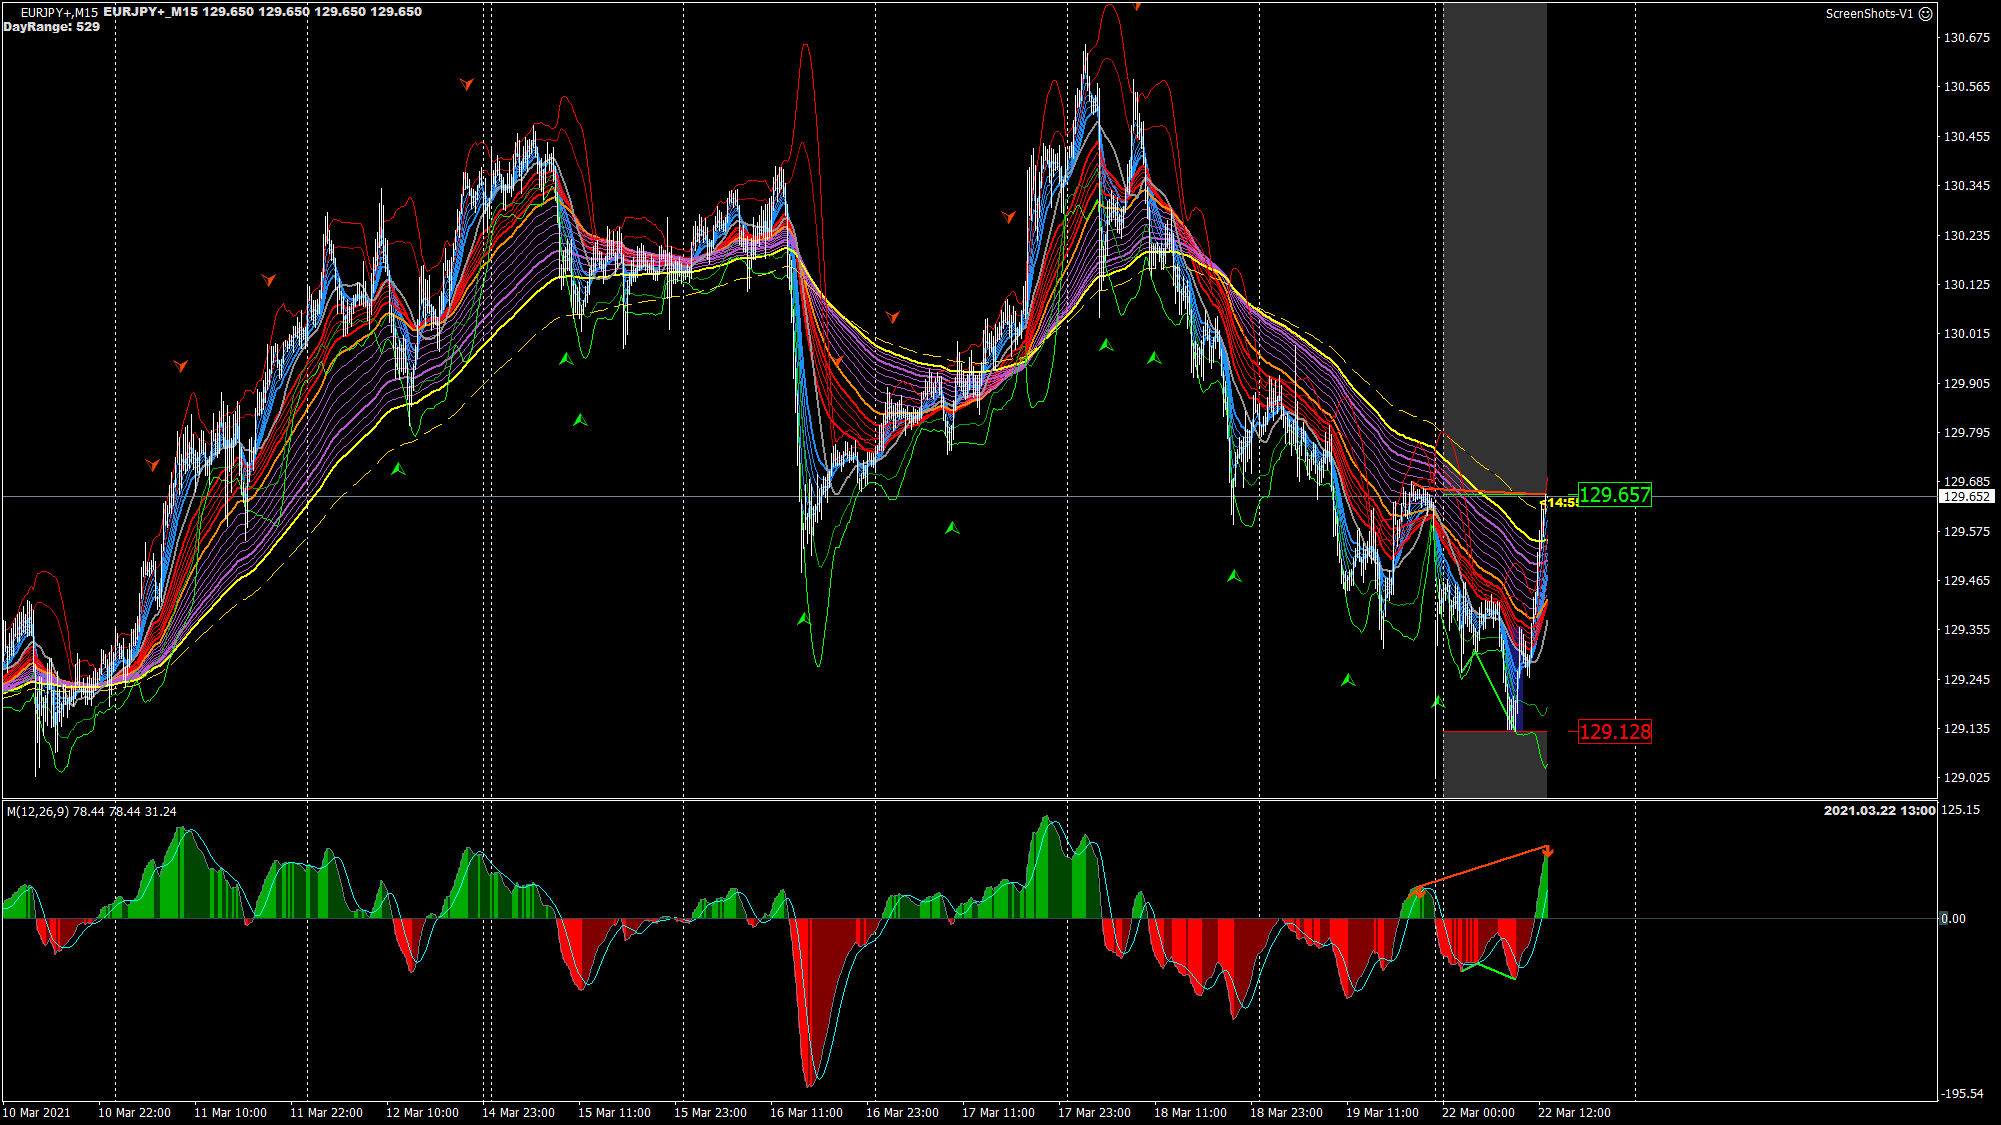 EURJPY+,M15 EURJPY+_M15 129.650 129.650 129.650 129.650
DayRange: 529
ScreenShots-V1 ☺
130.675
130.565
130.455
130.345
130.235
130.125
130.015
129.905
129.795
129.685
129.652
129.575
129.465
129.355
129.245
129.135
129.025
129.657
129.128
M(12,26,9) 78.44 78.44 31.24
2021.03.22 13:00
125.15
0.00
-195.54
10 Mar 2021
10 Mar 22:00
11 Mar 10:00
11 Mar 22:00
12 Mar 10:00
14 Mar 23:00
15 Mar 11:00
15 Mar 23:00
16 Mar 11:00
16 Mar 23:00
17 Mar 11:00
17 Mar 23:00
18 Mar 11:00
18 Mar 23:00
19 Mar 11:00
22 Mar 00:00
22 Mar 12:00